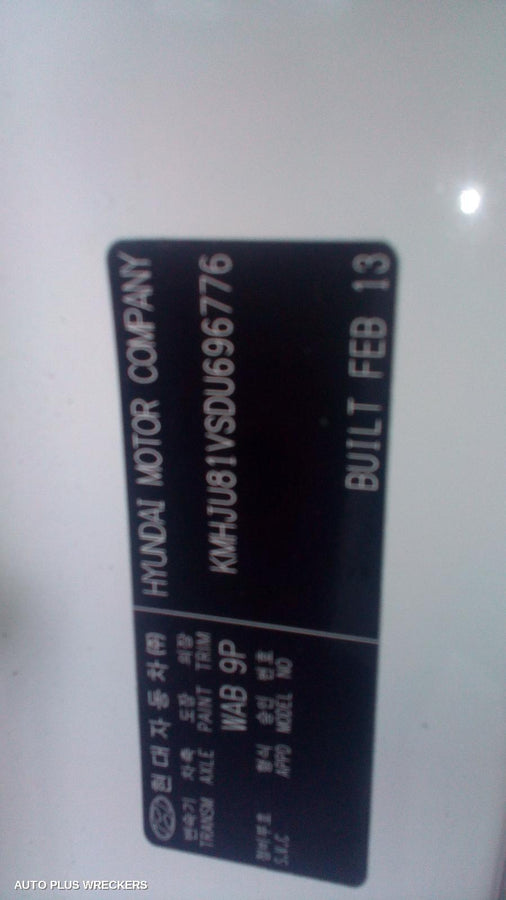 HYUNDAI MOTOR COMPANY
KMHJU81VSDU696776
BUILT FEB 13
현대자동차㈜
변속기 차축 도장 의장
TRANSM AXLE PAINT TRIM
WAB 9P
형식 승인 번호
APPD MODEL NO
S.V.C
AUTO PLUS WRECKERS